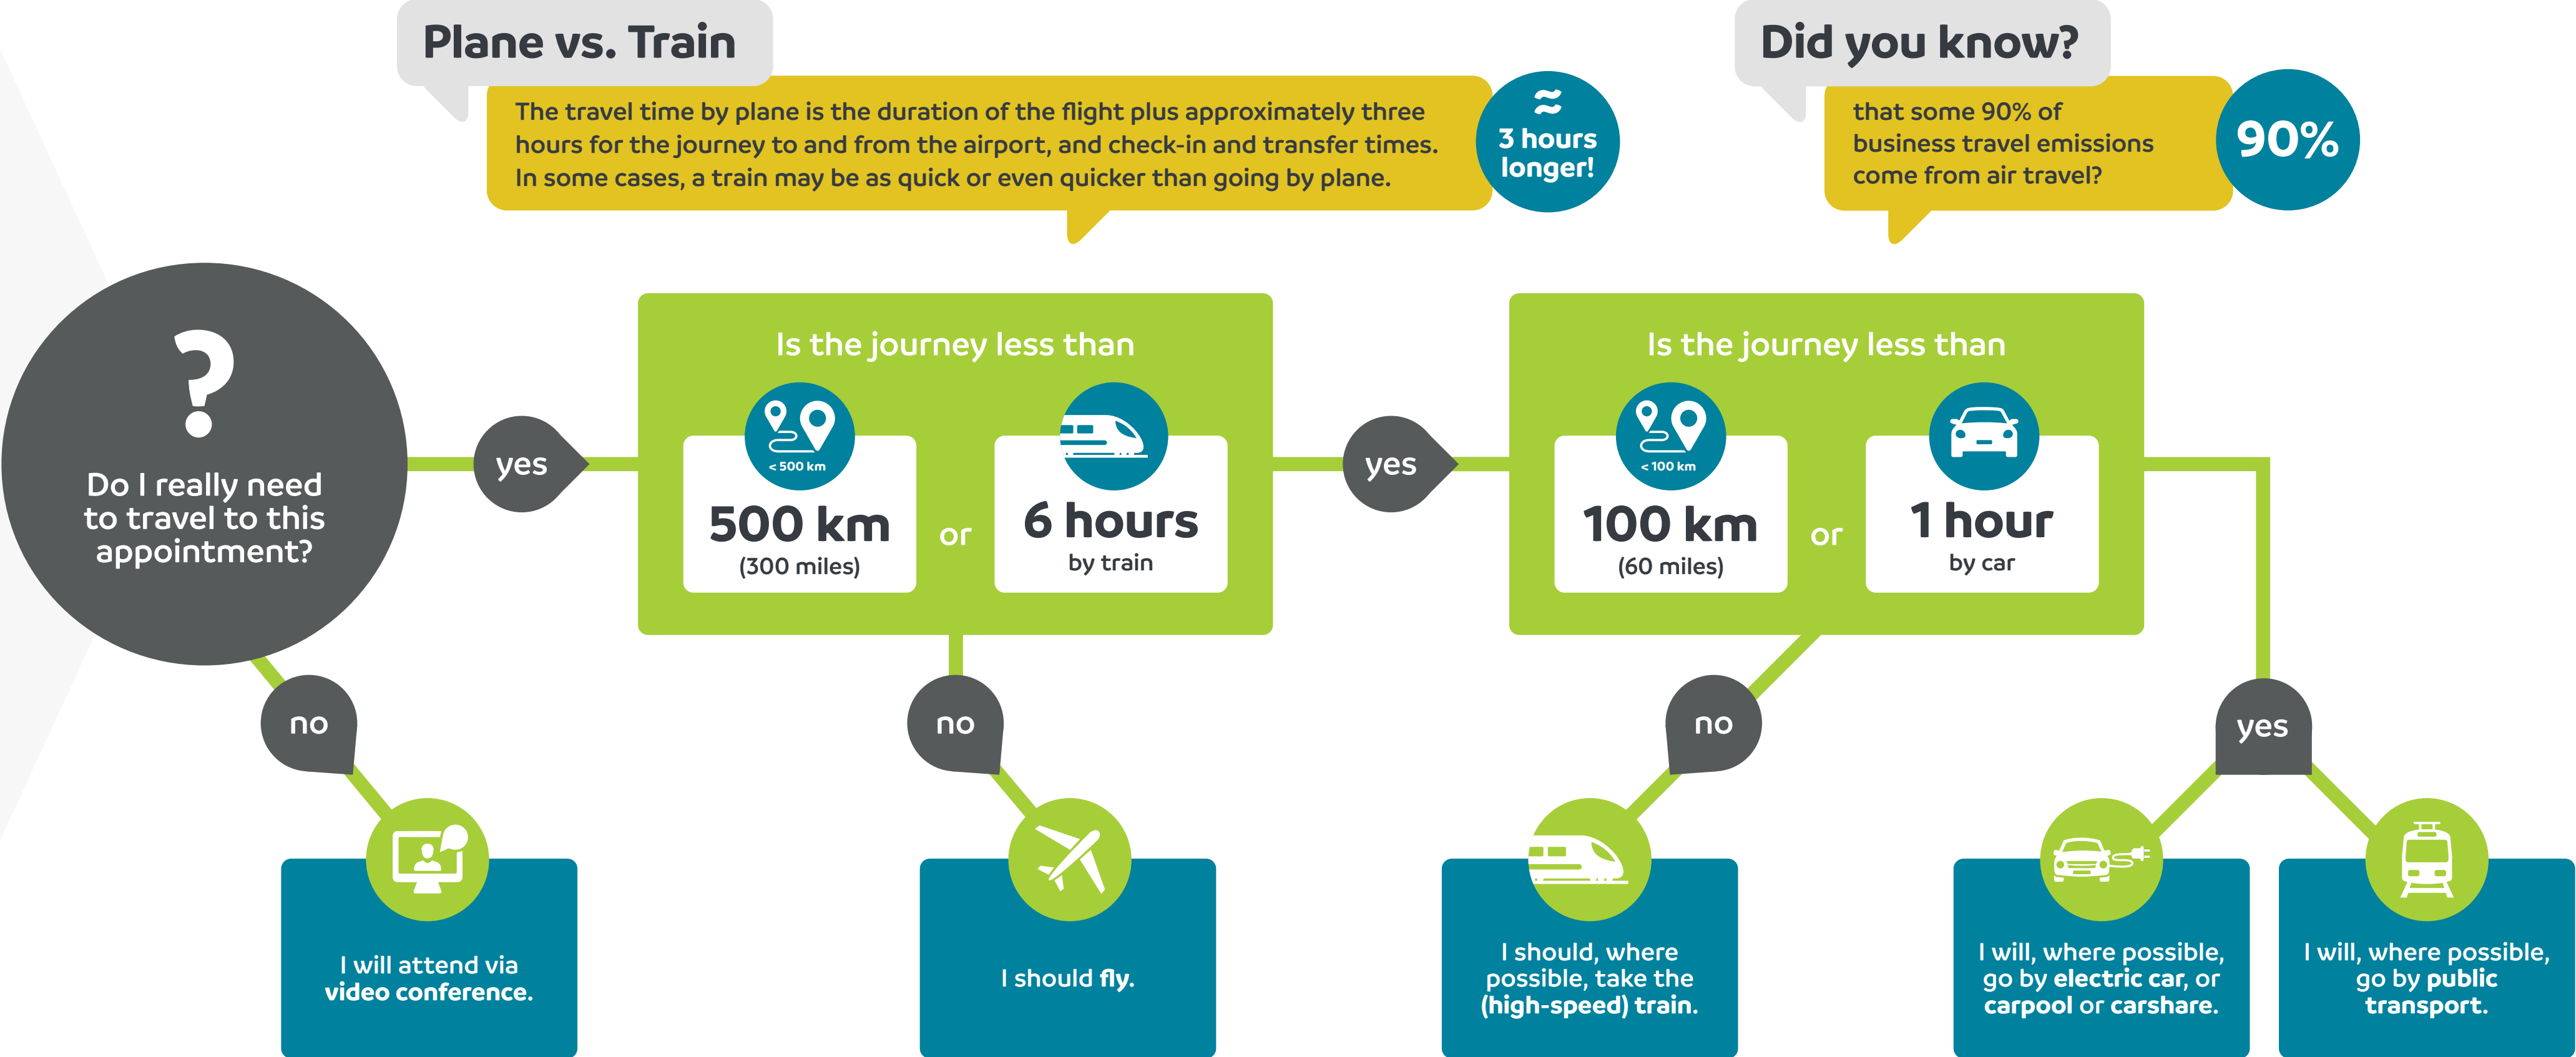 Plane vs. Train
The travel time by plane is the duration of the flight plus approximately three
hours for the journey to and from the airport, and check-in and transfer times.
In some cases, a train may be as quick or even quicker than going by plane.
≈
3 hours
longer!
Did you know?
that some 90% of
business travel emissions
come from air travel?
90%
?
Do I really need
to travel to this
appointment?
yes
Is the journey less than
< 500 km
500 km
(300 miles)
or
6 hours
by train
yes
Is the journey less than
< 100 km
100 km
(60 miles)
or
1 hour
by car
no
no
no
yes
I will attend via
video conference.
I should fly.
I should, where
possible, take the
(high-speed) train.
I will, where possible,
go by electric car, or
carpool or carshare.
I will, where possible,
go by public
transport.